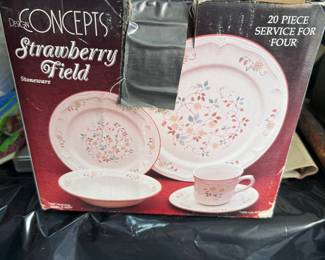 Design
CONCEPTS
Strawberry
Field
Stoneware
20 PIECE
SERVICE FOR
FOUR